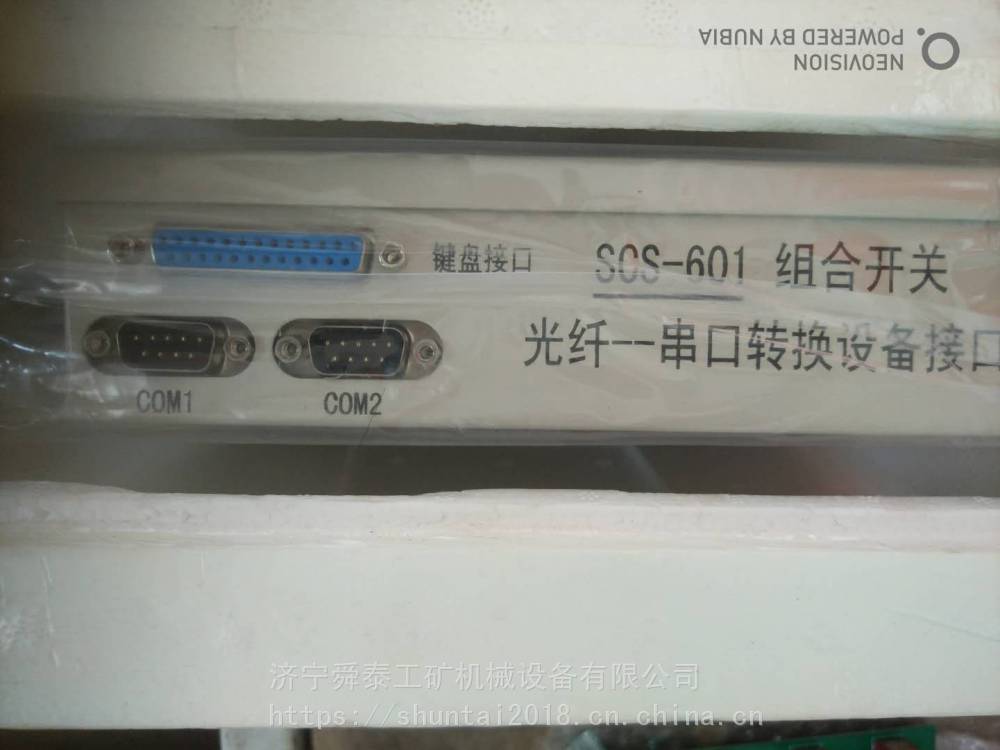 NEOVISION
POWERED BY NUBIA
键盘接口
SCS-601 组合开关
光纤--串口转换设备接口
COM1
COM2
济宁舜泰工矿机械设备有限公司
https://shuntai2018.cn.china.cn